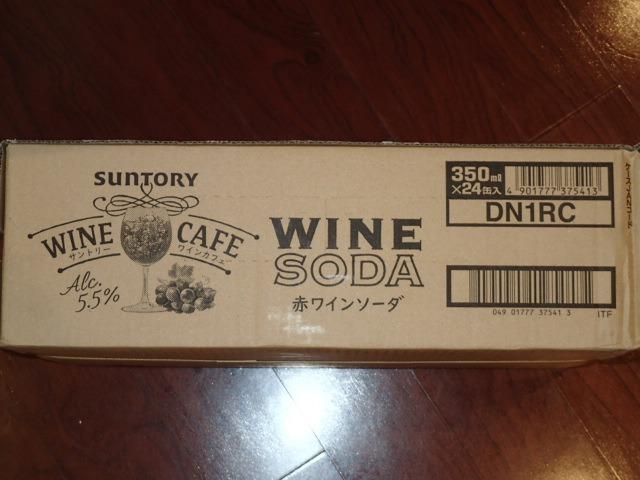 SUNTORY
WINE CAFE
サントリー ワインカフェ
Alc.
5.5%
WINE
SODA
赤ワインソーダ
350ml
×24缶入
4 901777 375413
DN1RC
049 01777 37541 3
ITF